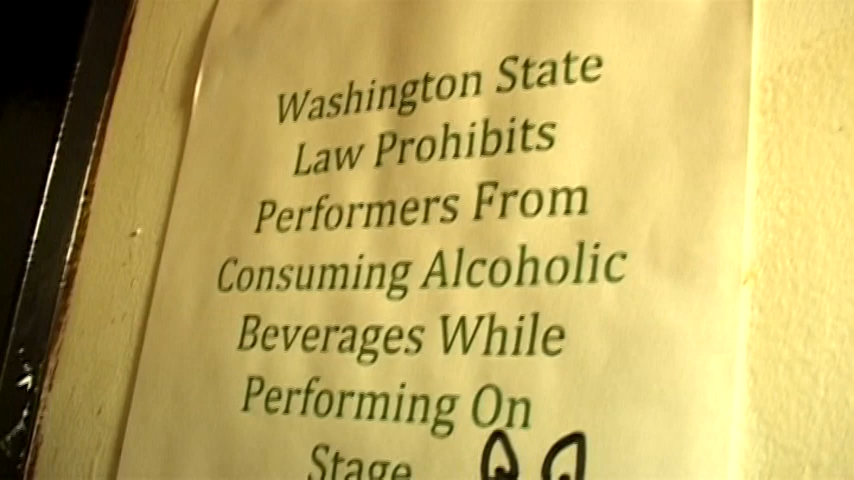 Washington State
Law Prohibits
Performers From
Consuming Alcoholic
Beverages While
Performing On
Stage